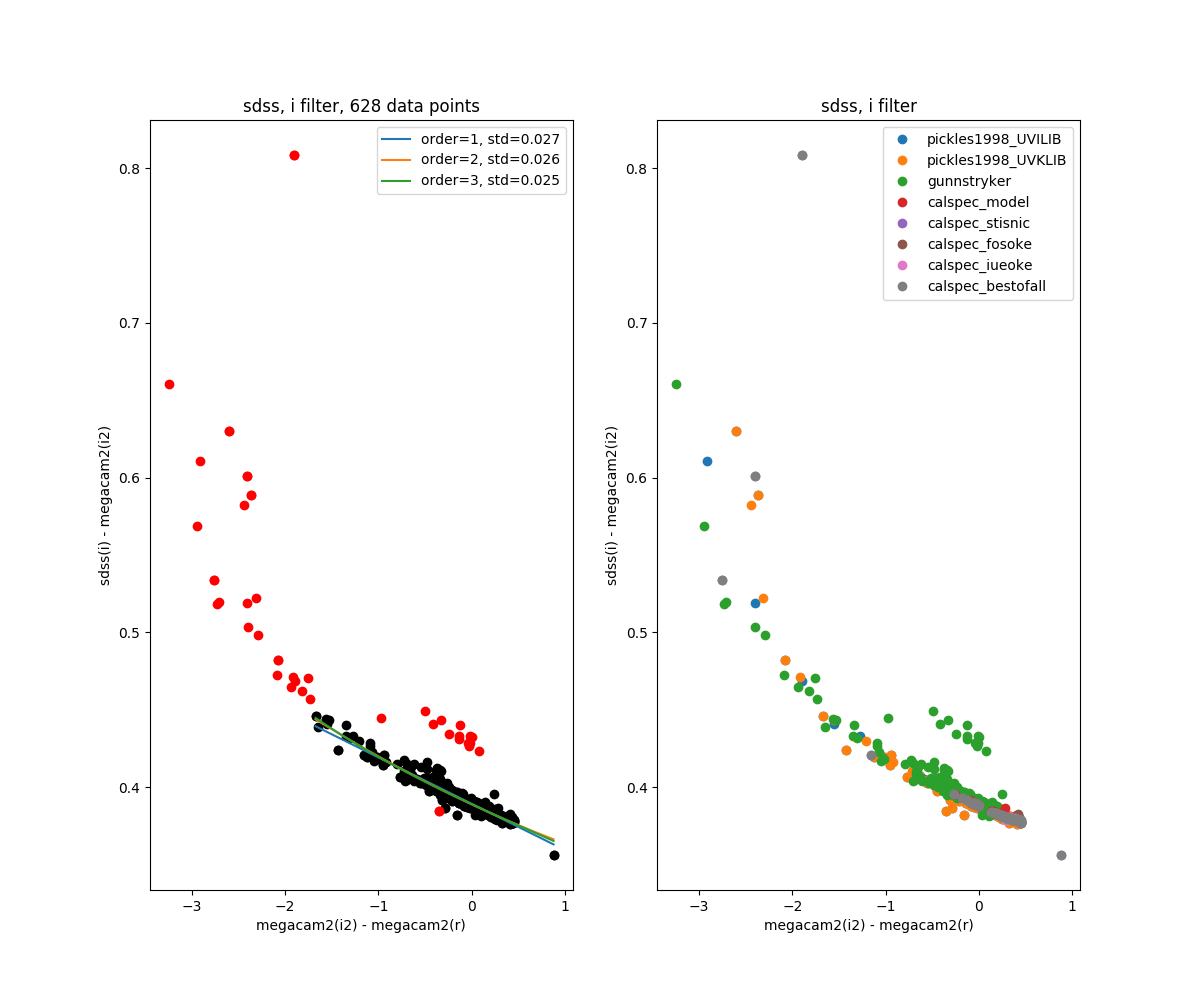 sdss, i filter, 628 data points
order=1, std=0.027
order=2, std=0.026
order=3, std=0.025
0.8
0.7
0.6
0.5
0.4
sdss(i) - megacam2(i2)
−3
−2
−1
0
1
megacam2(i2) - megacam2(r)
sdss, i filter
pickles1998_UVILIB
pickles1998_UVKLIB
gunnstryker
calspec_model
calspec_stisnic
calspec_fosoke
calspec_iueoke
calspec_bestofall
0.8
0.7
0.6
0.5
0.4
sdss(i) - megacam2(i2)
−3
−2
−1
0
1
megacam2(i2) - megacam2(r)